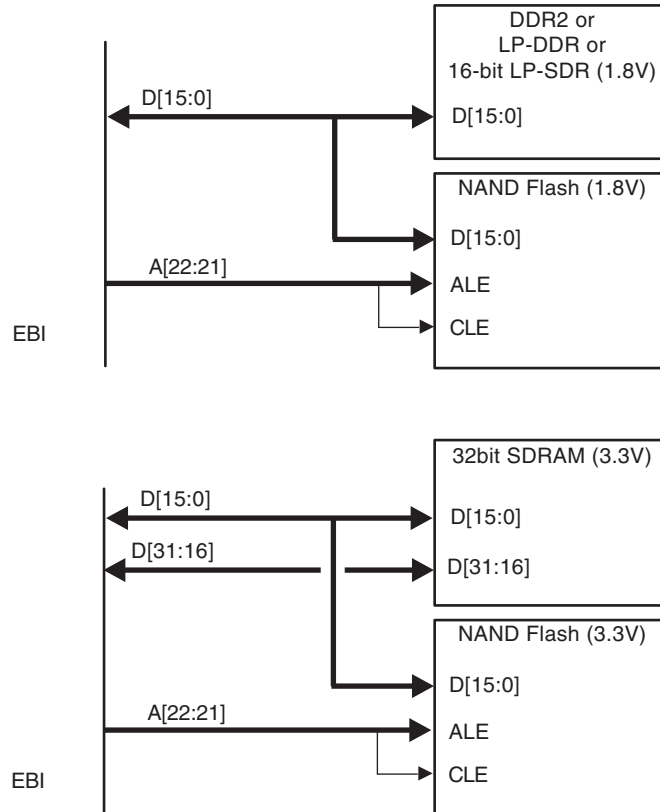 DDR2 or
LP-DDR or
16-bit LP-SDR (1.8V)
D[15:0]
D[15:0]
NAND Flash (1.8V)
D[15:0]
A[22:21]
ALE
EBI
CLE
32bit SDRAM (3.3V)
D[15:0]
D[15:0]
D[31:16]
D[31:16]
NAND Flash (3.3V)
D[15:0]
A[22:21]
ALE
EBI
CLE